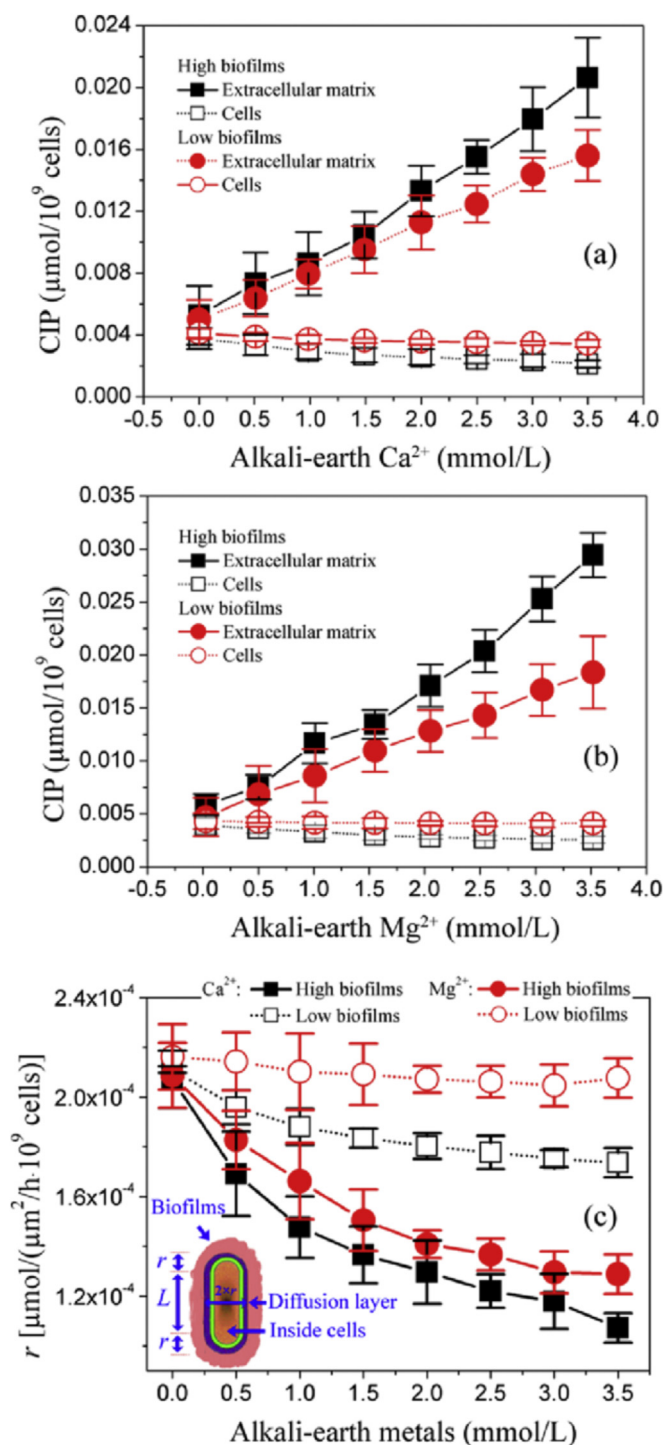 0.024
0.020
0.016
0.012
0.008
0.004
0.000
CIP (μmol/10⁹ cells)
High biofilms
Extracellular matrix
Cells
Low biofilms
Extracellular matrix
Cells
(a)
-0.5 0.0 0.5 1.0 1.5 2.0 2.5 3.0 3.5 4.0
Alkali-earth Ca²⁺ (mmol/L)
0.035
0.030
0.025
0.020
0.015
0.010
0.005
0.000
CIP (μmol/10⁹ cells)
High biofilms
Extracellular matrix
Cells
Low biofilms
Extracellular matrix
Cells
(b)
-0.5 0.0 0.5 1.0 1.5 2.0 2.5 3.0 3.5 4.0
Alkali-earth Mg²⁺ (mmol/L)
2.4x10⁻⁴
2.0x10⁻⁴
1.6x10⁻⁴
1.2x10⁻⁴
r [μmol/(μm²/h·10⁹ cells)]
Ca²⁺: High biofilms Mg²⁺: High biofilms
Low biofilms Low biofilms
(c)
Biofilms
r
2×r
L
Diffusion layer
Inside cells
r
0.0 0.5 1.0 1.5 2.0 2.5 3.0 3.5
Alkali-earth metals (mmol/L)